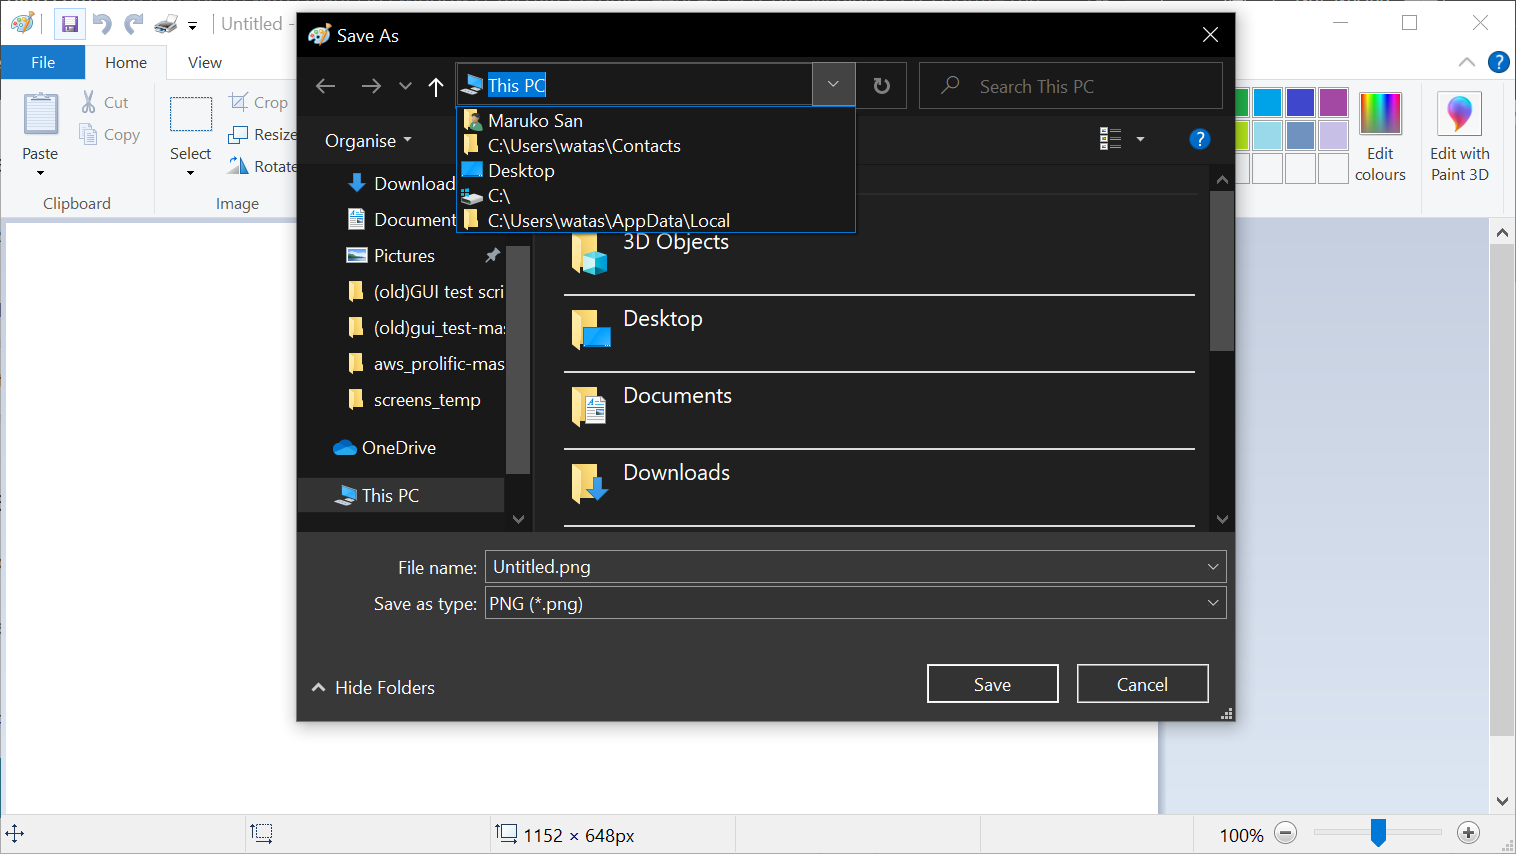 Untitled -
Save As
File
Home
View
This PC
Search This PC
Cut
Copy
Paste
Clipboard
Select
Crop
Resize
Rotate
Image
Edit
colours
Edit with
Paint 3D
Organise
Maruko San
C:\Users\watas\Contacts
Desktop
C:\
C:\Users\watas\AppData\Local
Download
Document
Pictures
(old)GUI test scri
(old)gui_test-mas
aws_prolific-mas
screens_temp
OneDrive
This PC
3D Objects
Desktop
Documents
Downloads
File name: Untitled.png
Save as type: PNG (*.png)
Hide Folders
Save
Cancel
1152 × 648px
100%